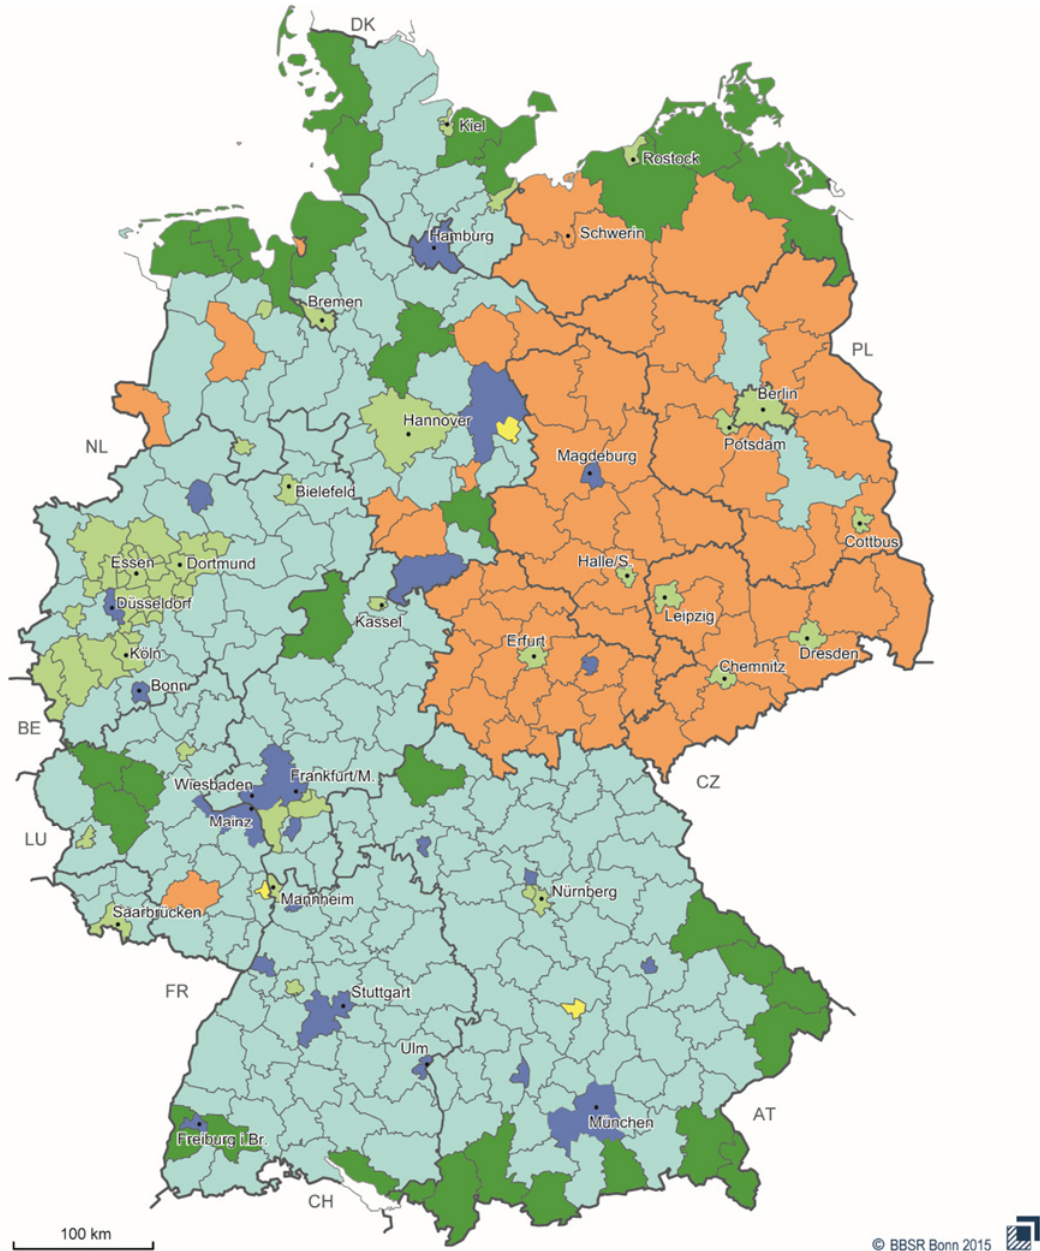 DK
Kiel
Rostock
Hamburg
Schwerin
Bremen
PL
Berlin
Hannover
Potsdam
NL
Magdeburg
Bielefeld
Cottbus
Essen
Dortmund
Halle/S.
Düsseldorf
Leipzig
Kassel
Erfurt
Dresden
Köln
Chemnitz
Bonn
BE
Wiesbaden
Frankfurt/M.
CZ
Mainz
LU
Nürnberg
Mannheim
Saarbrücken
FR
Stuttgart
Ulm
AT
München
Freiburg i.Br.
CH
100 km
© BBSR Bonn 2015